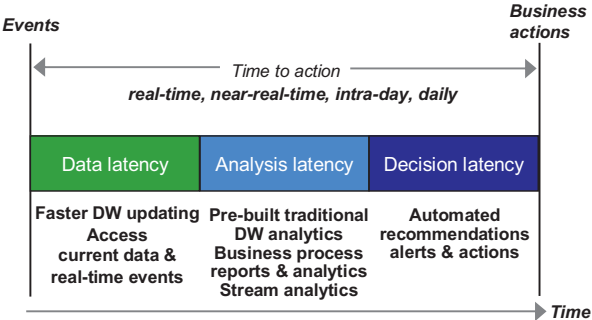 Events
Business
actions
Time to action
real-time, near-real-time, intra-day, daily
Data latency
Analysis latency
Decision latency
Faster DW updating
Access
current data &
real-time events
Pre-built traditional
DW analytics
Business process
reports & analytics
Stream analytics
Automated
recommendations
alerts & actions
Time